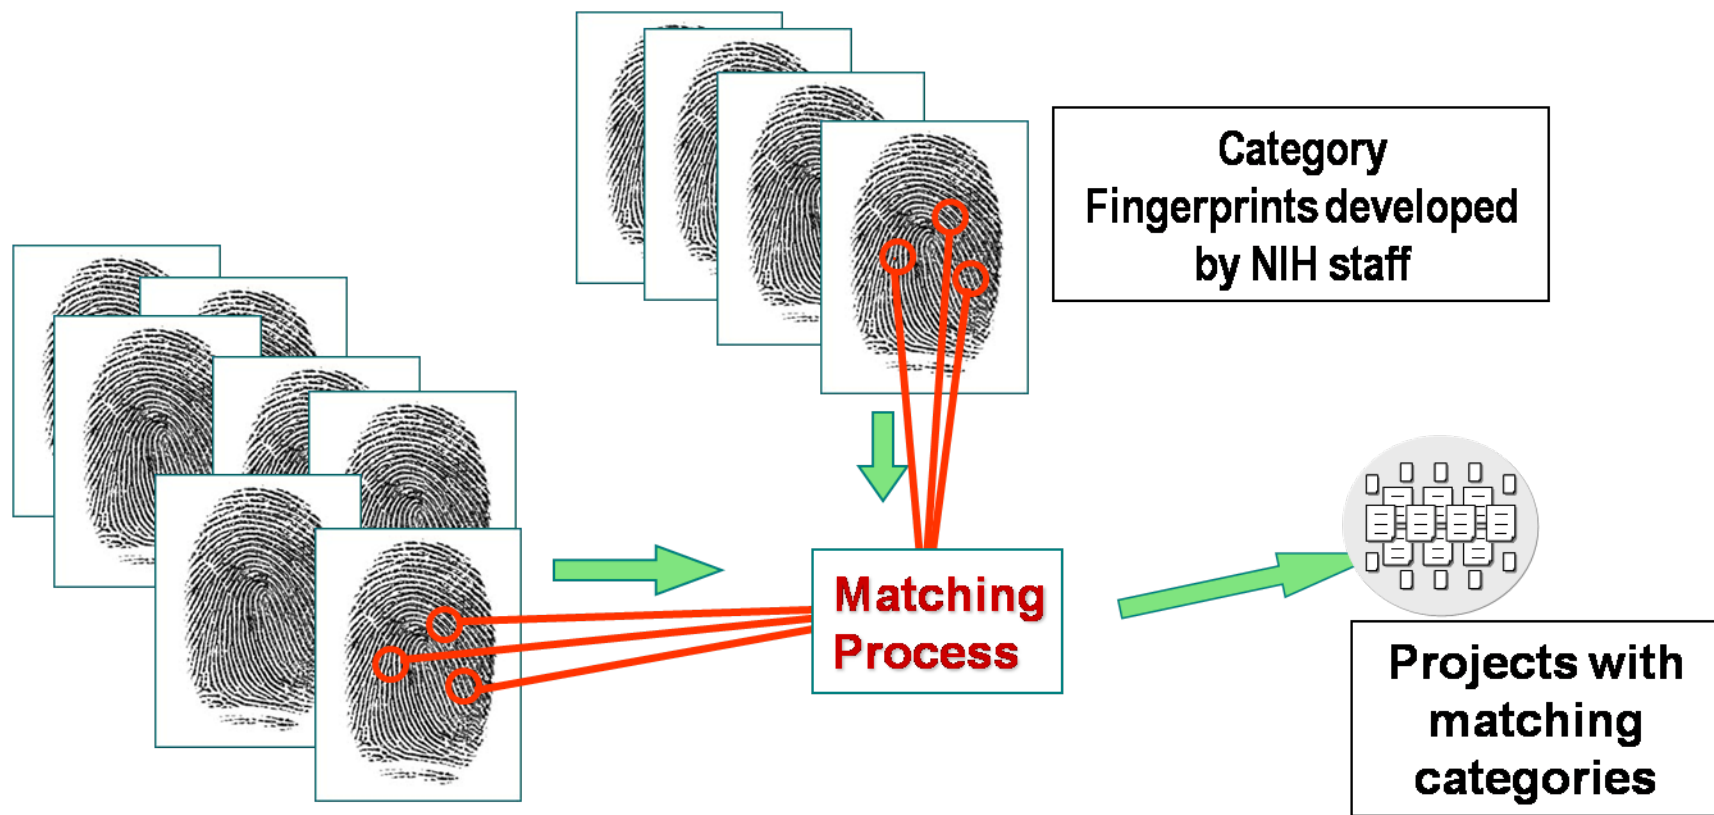 Category
Fingerprints developed
by NIH staff
Matching
Process
Projects with
matching
categories